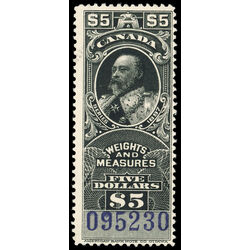 $5 $5
CANADA
WEIGHTS
AND
MEASURES
FIVE
DOLLARS
$5
095230